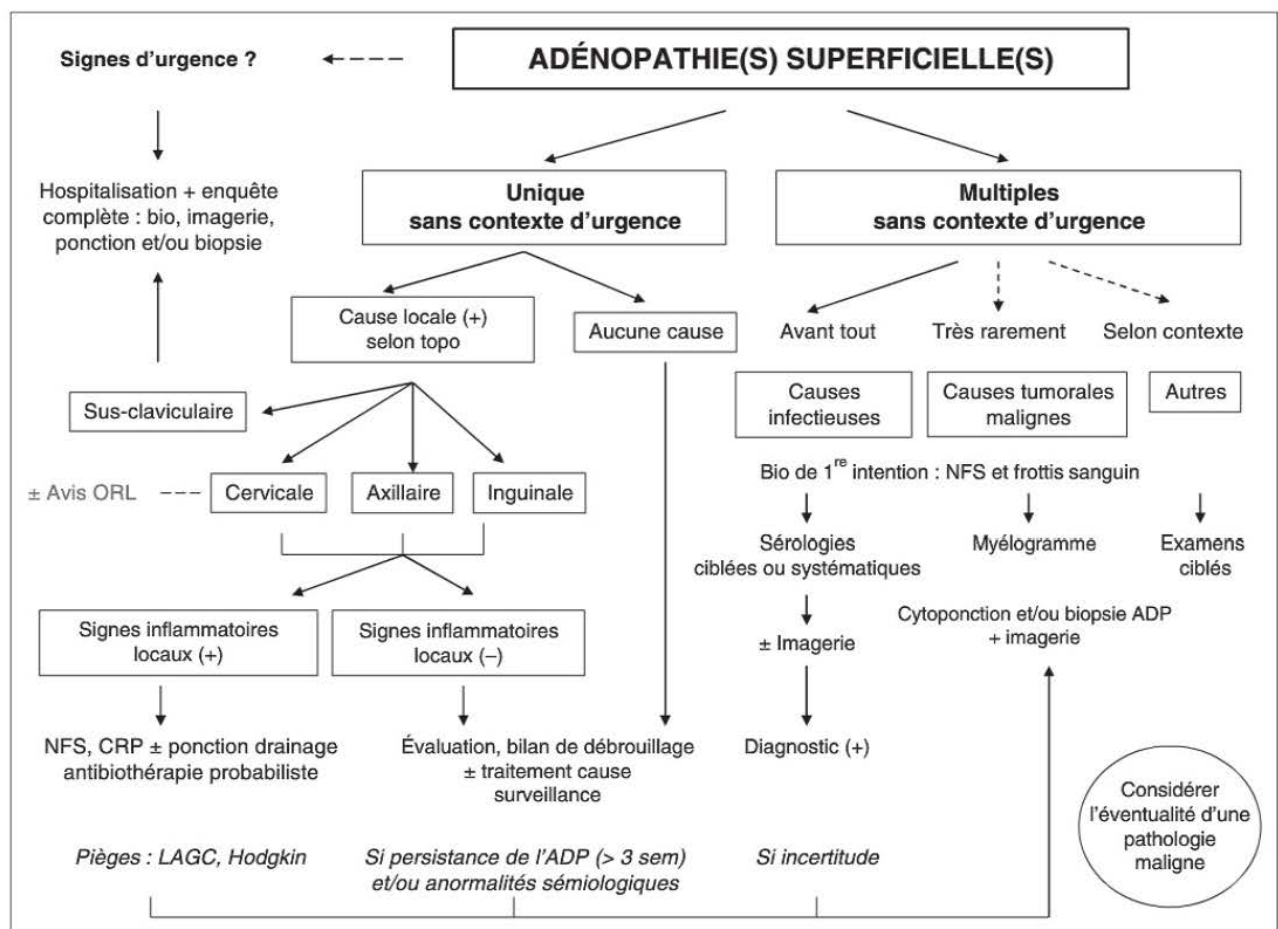 Signes d'urgence ?
ADÉNOPATHIE(S) SUPERFICIELLE(S)
Hospitalisation + enquête
complète : bio, imagerie,
ponction et/ou biopsie
Unique
sans contexte d'urgence
Multiples
sans contexte d'urgence
Cause locale (+)
selon topo
Aucune cause
Avant tout
Très rarement
Selon contexte
Sus-claviculaire
Causes
infectieuses
Causes tumorales
malignes
Autres
± Avis ORL
Cervicale
Axillaire
Inguinale
Bio de 1re intention : NFS et frottis sanguin
Sérologies
ciblées ou systématiques
Myélogramme
Examens
ciblés
Signes inflammatoires
locaux (+)
Signes inflammatoires
locaux (–)
± Imagerie
Cytoponction et/ou biopsie ADP
+ imagerie
NFS, CRP ± ponction drainage
antibiothérapie probabiliste
Évaluation, bilan de débrouillage
± traitement cause
surveillance
Diagnostic (+)
Considérer
l'éventualité d'une
pathologie
maligne
Pièges : LAGC, Hodgkin
Si persistance de l'ADP (> 3 sem)
et/ou anormalités sémiologiques
Si incertitude